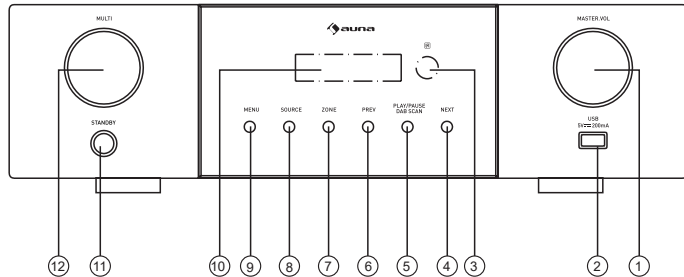 MULTI
auna
MASTER.VOL
IR
MENU
SOURCE
ZONE
PREV
PLAY/PAUSE
DAB SCAN
NEXT
STANDBY
USB
5V⎓200mA
12
11
10
9
8
7
6
5
4
3
2
1